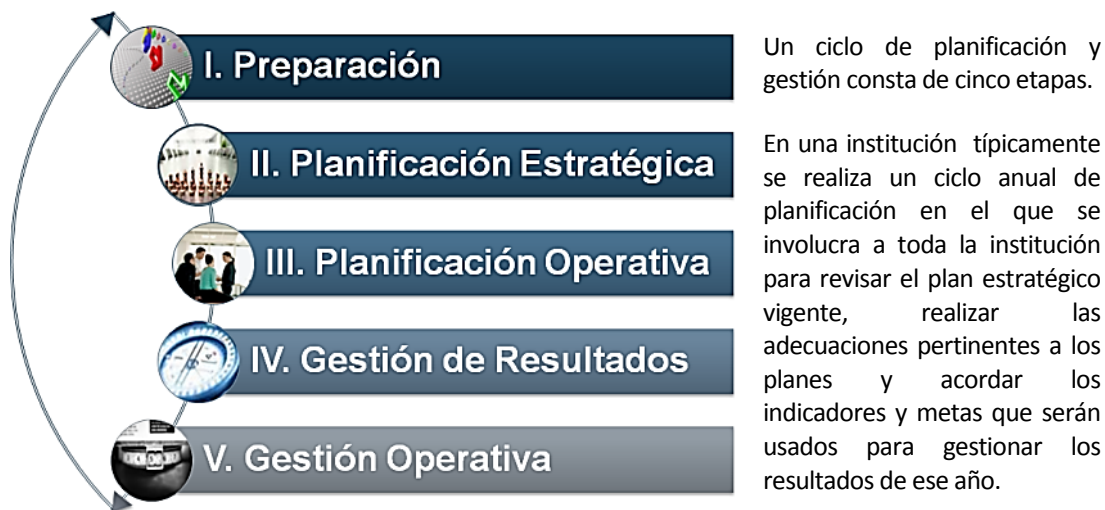 I. Preparación
II. Planificación Estratégica
III. Planificación Operativa
IV. Gestión de Resultados
V. Gestión Operativa
Un ciclo de planificación y
gestión consta de cinco etapas.
En una institución típicamente
se realiza un ciclo anual de
planificación en el que se
involucra a toda la institución
para revisar el plan estratégico
vigente, realizar las
adecuaciones pertinentes a los
planes y acordar los
indicadores y metas que serán
usados para gestionar los
resultados de ese año.